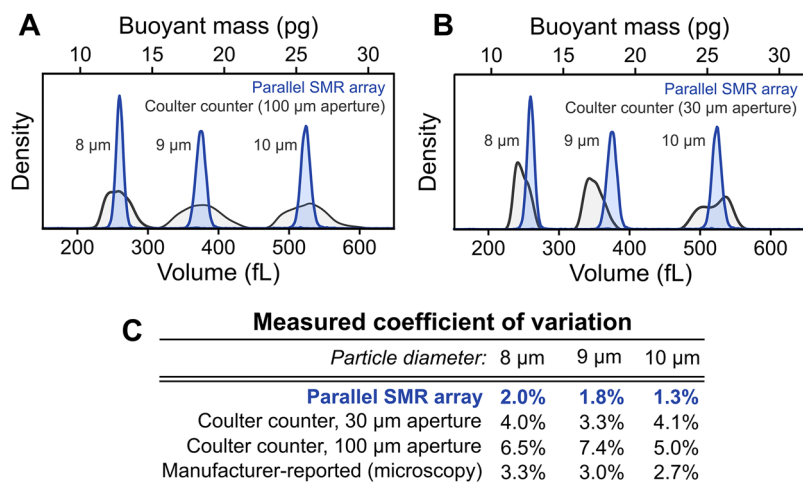 A
Buoyant mass (pg)
10 15 20 25 30
Parallel SMR array
Coulter counter (100 µm aperture)
8 µm
9 µm
10 µm
Density
200 300 400 500 600
Volume (fL)
B
Buoyant mass (pg)
10 15 20 25 30
Parallel SMR array
Coulter counter (30 µm aperture)
8 µm
9 µm
10 µm
Density
200 300 400 500 600
Volume (fL)
C
Measured coefficient of variation
Particle diameter: 8 µm 9 µm 10 µm
Parallel SMR array 2.0% 1.8% 1.3%
Coulter counter, 30 µm aperture 4.0% 3.3% 4.1%
Coulter counter, 100 µm aperture 6.5% 7.4% 5.0%
Manufacturer-reported (microscopy) 3.3% 3.0% 2.7%